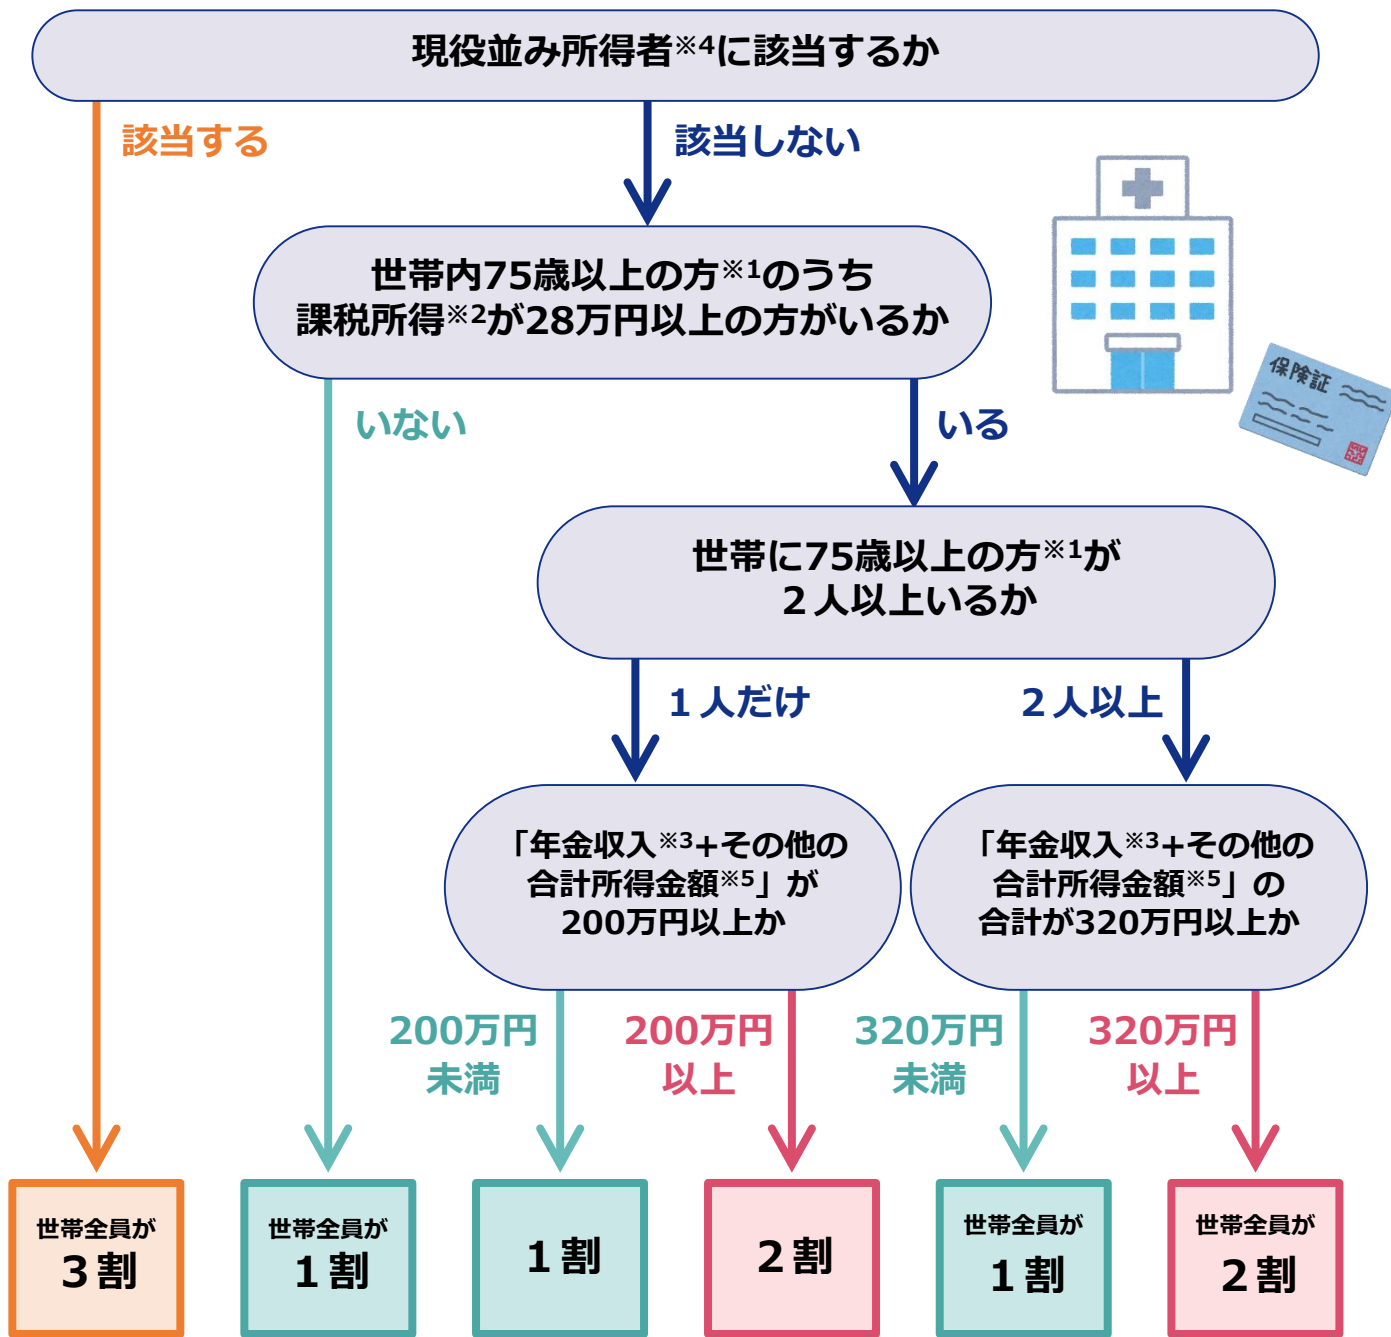 現役並み所得者※4に該当するか
該当する
該当しない
世帯内75歳以上の方※1のうち
課税所得※2が28万円以上の方がいるか
保険証
いない
いる
世帯に75歳以上の方※1が
２人以上いるか
１人だけ
２人以上
「年金収入※3+その他の
合計所得金額※5」が
200万円以上か
「年金収入※3+その他の
合計所得金額※5」の
合計が320万円以上か
200万円
未満
200万円
以上
320万円
未満
320万円
以上
世帯全員が
３割
世帯全員が
１割
１割
２割
世帯全員が
１割
世帯全員が
２割